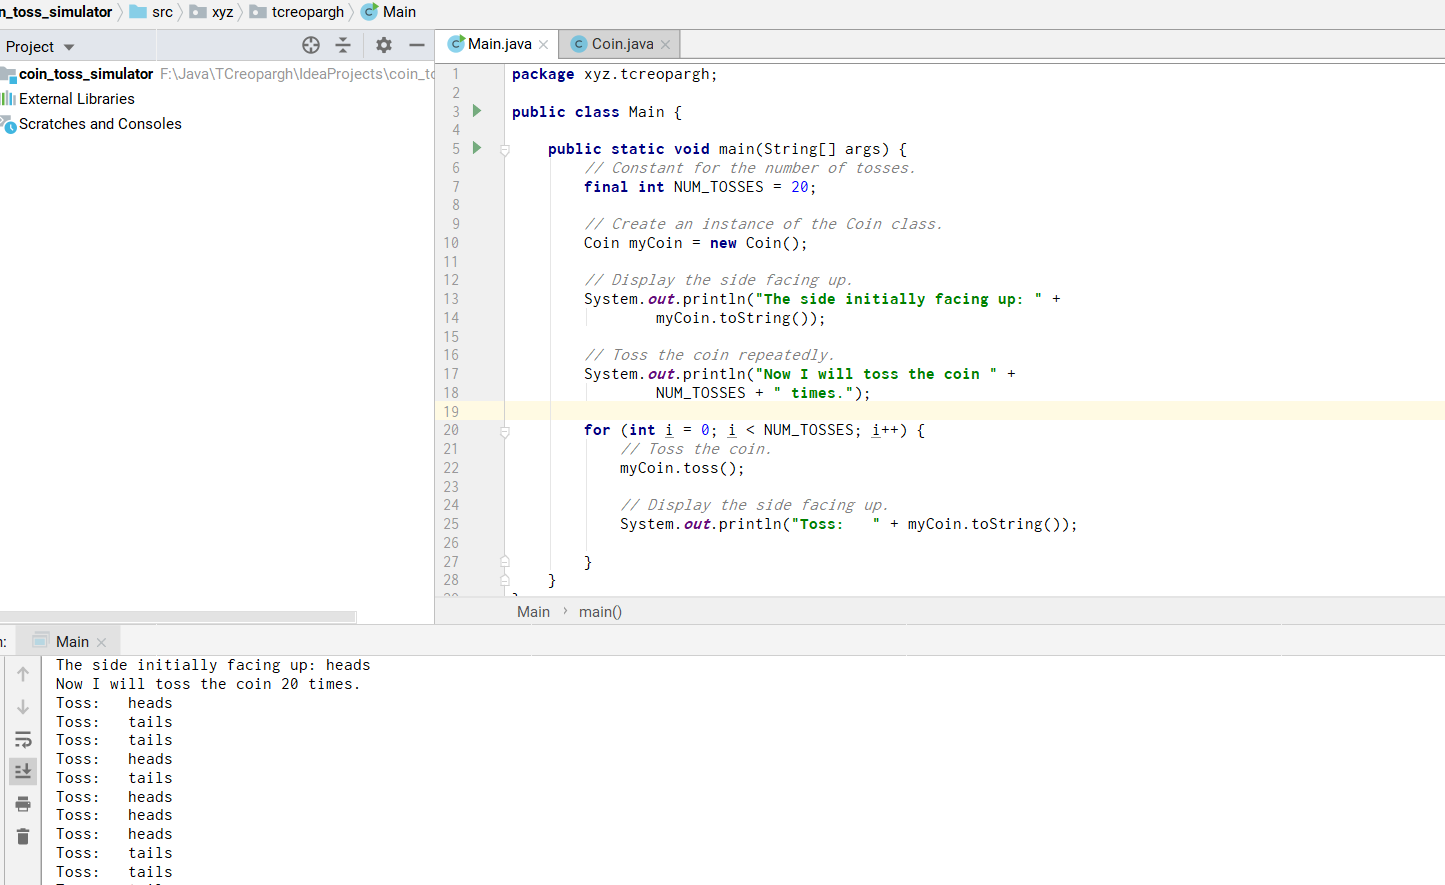 n_toss_simulator src xyz tcreopargh Main
Project
Main.java Coin.java
coin_toss_simulator F:\Java\TCreopargh\IdeaProjects\coin_to
External Libraries
Scratches and Consoles
1 package xyz.tcreopargh;
2
3 public class Main {
4
5 public static void main(String[] args) {
6 // Constant for the number of tosses.
7 final int NUM_TOSSES = 20;
8
9 // Create an instance of the Coin class.
10 Coin myCoin = new Coin();
11
12 // Display the side facing up.
13 System.out.println("The side initially facing up: " +
14 myCoin.toString());
15
16 // Toss the coin repeatedly.
17 System.out.println("Now I will toss the coin " +
18 NUM_TOSSES + " times.");
19
20 for (int i = 0; i < NUM_TOSSES; i++) {
21 // Toss the coin.
22 myCoin.toss();
23
24 // Display the side facing up.
25 System.out.println("Toss:   " + myCoin.toString());
26
27 }
28 }
Main › main()
Main
The side initially facing up: heads
Now I will toss the coin 20 times.
Toss:   heads
Toss:   tails
Toss:   tails
Toss:   heads
Toss:   tails
Toss:   heads
Toss:   heads
Toss:   heads
Toss:   tails
Toss:   tails